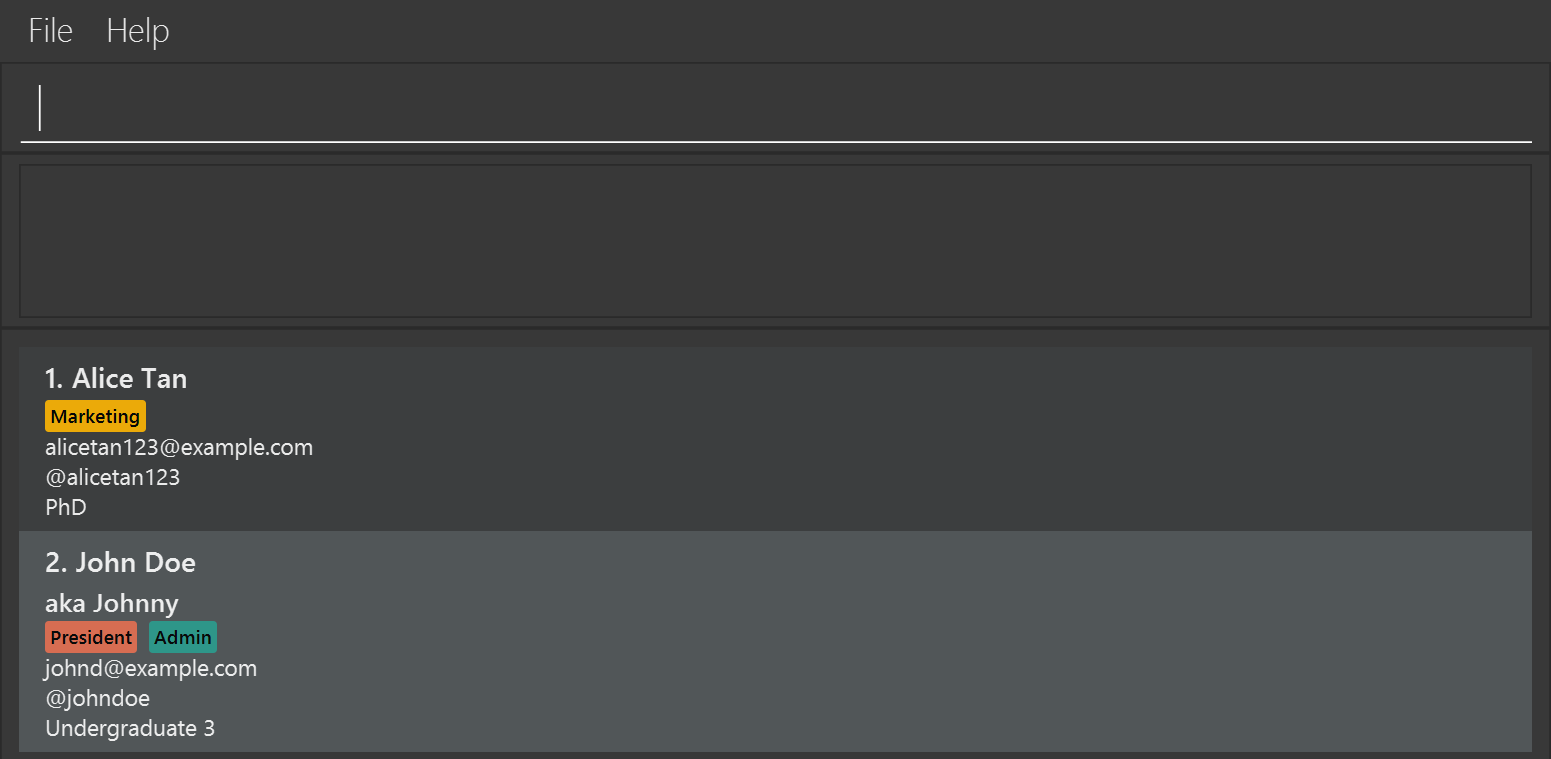 File Help
1. Alice Tan
Marketing
alicetan123@example.com
@alicetan123
PhD
2. John Doe
aka Johnny
President Admin
johnd@example.com
@johndoe
Undergraduate 3